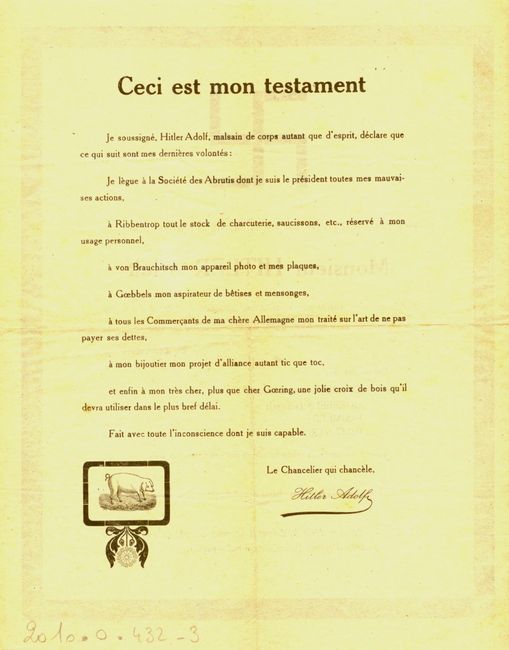 Ceci est mon testament
Je soussigné, Hitler Adolf, malsain de corps autant que d'esprit, déclare que
ce qui suit sont mes dernières volontés :
Je lègue à la Société des Abrutis dont je suis le président toutes mes mauvai-
ses actions,
à Ribbentrop tout le stock de charcuterie, saucissons, etc., réservé à mon
usage personnel,
à von Brauchitsch mon appareil photo et mes plaques,
à Gœbbels mon aspirateur de bêtises et mensonges,
à tous les Commerçants de ma chère Allemagne mon traité sur l'art de ne pas
payer ses dettes,
à mon bijoutier mon projet d'alliance autant tic que toc,
et enfin à mon très cher, plus que cher Gœring, une jolie croix de bois qu'il
devra utiliser dans le plus bref délai.
Fait avec toute l'inconscience dont je suis capable.
Le Chancelier qui chancèle,
Hitler Adolf
2010.0.432-3